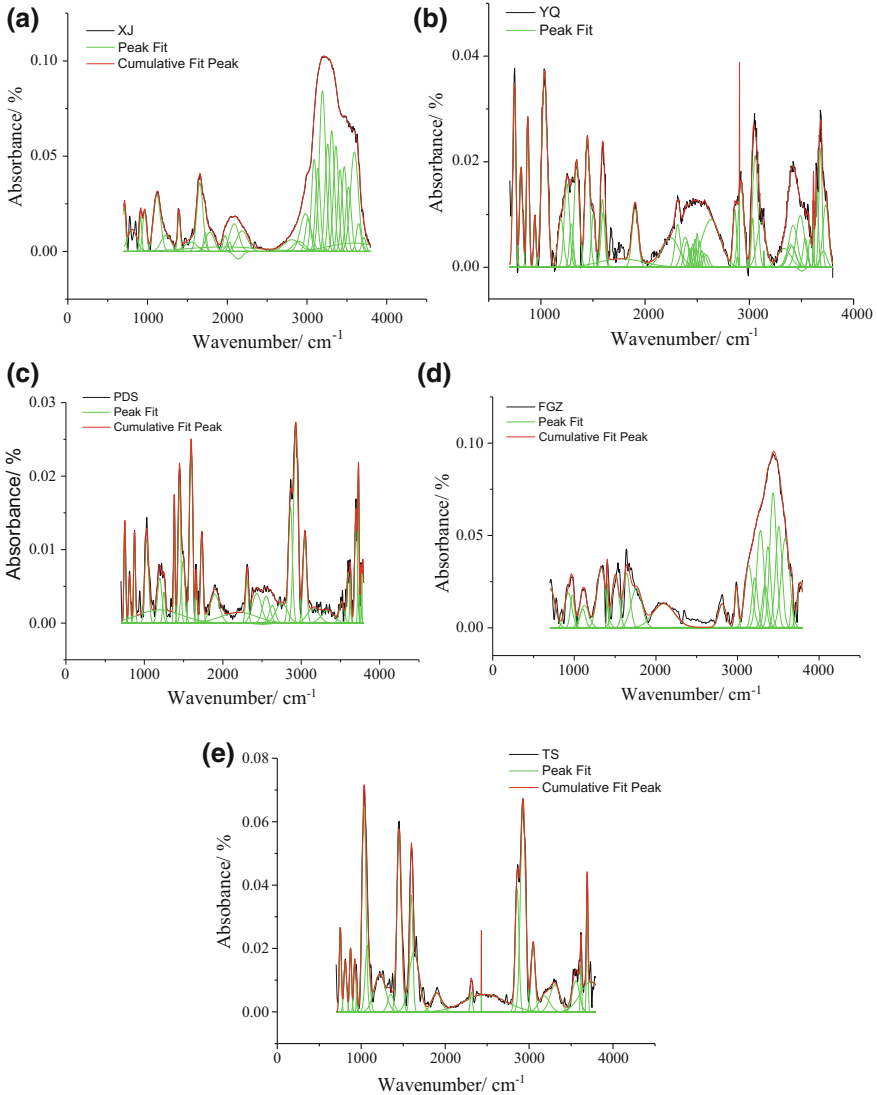 (a)
XJ
Peak Fit
Cumulative Fit Peak
0.10
0.05
0.00
Absorbance/ %
0 1000 2000 3000 4000
Wavenumber/ cm⁻¹
(b)
YQ
Peak Fit
0.04
0.02
0.00
Absorbance/ %
1000 2000 3000 4000
Wavenumber/ cm⁻¹
(c)
PDS
Peak Fit
Cumulative Fit Peak
0.03
0.02
0.01
0.00
Absorbance/ %
0 1000 2000 3000 4000
Wavenumber/ cm⁻¹
(d)
FGZ
Peak Fit
Cumulative Fit Peak
0.10
0.05
0.00
Absorbance/ %
0 1000 2000 3000 4000
Wavenumber/ cm⁻¹
(e)
TS
Peak Fit
Cumulative Fit Peak
0.08
0.06
0.04
0.02
0.00
Absobance/ %
0 1000 2000 3000 4000
Wavenumber/ cm⁻¹